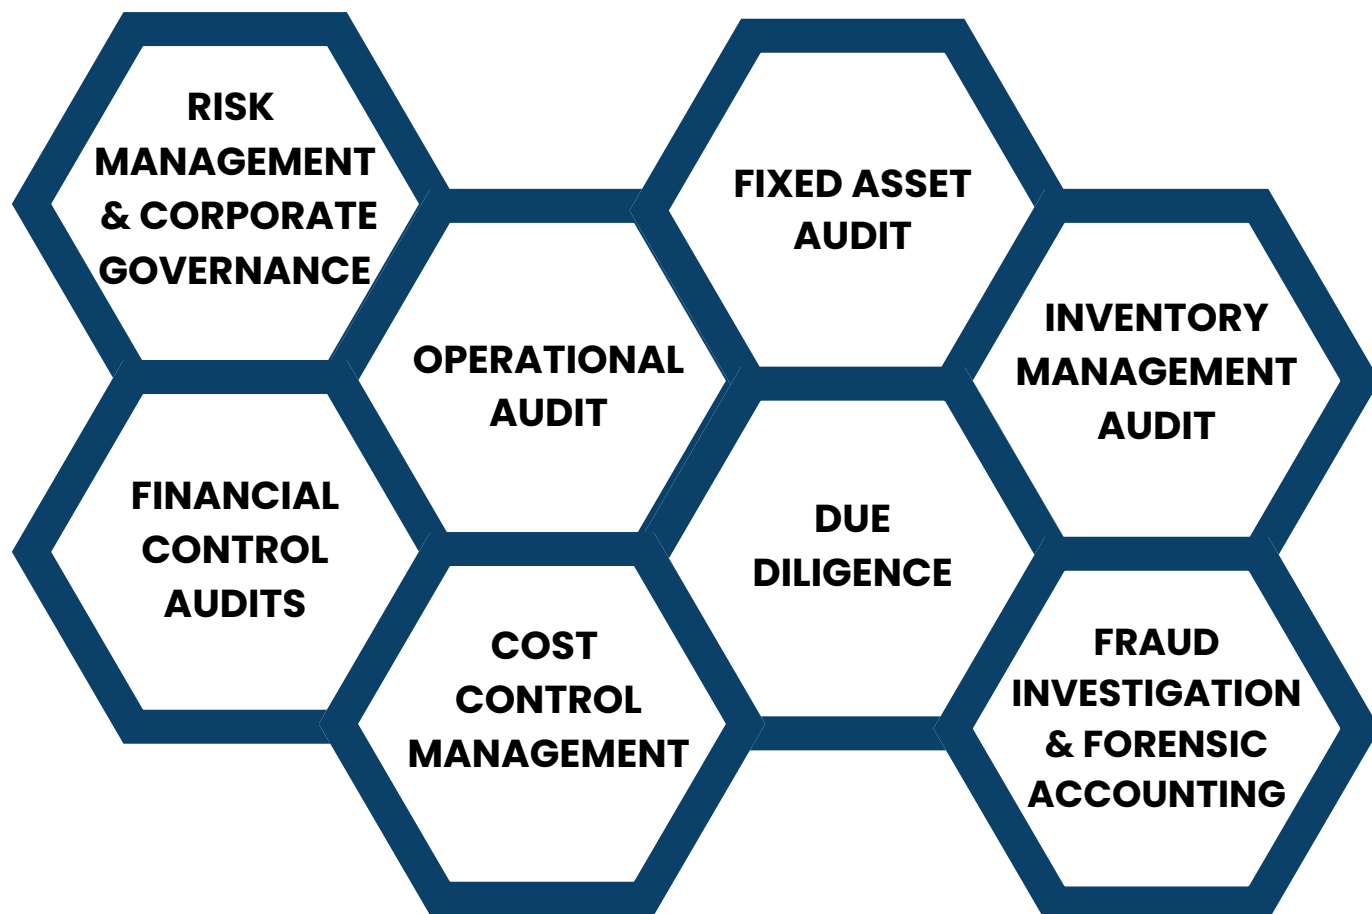 RISK
MANAGEMENT
& CORPORATE
GOVERNANCE
FIXED ASSET
AUDIT
OPERATIONAL
AUDIT
INVENTORY
MANAGEMENT
AUDIT
FINANCIAL
CONTROL
AUDITS
DUE
DILIGENCE
COST
CONTROL
MANAGEMENT
FRAUD
INVESTIGATION
& FORENSIC
ACCOUNTING